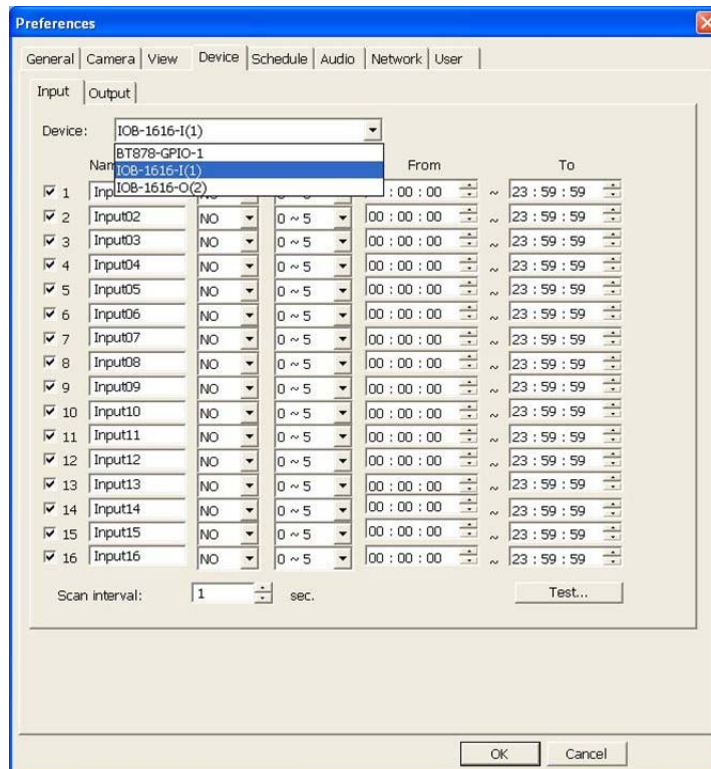 Preferences
General Camera View Device Schedule Audio Network User
Input Output
Device: IOB-1616-I(1)
BT878-GPIO-1
IOB-1616-I(1)
IOB-1616-O(2)
From To
1 : 00 : 00 ~ 23 : 59 : 59
2 Input02 NO 0 ~ 5 00 : 00 : 00 ~ 23 : 59 : 59
3 Input03 NO 0 ~ 5 00 : 00 : 00 ~ 23 : 59 : 59
4 Input04 NO 0 ~ 5 00 : 00 : 00 ~ 23 : 59 : 59
5 Input05 NO 0 ~ 5 00 : 00 : 00 ~ 23 : 59 : 59
6 Input06 NO 0 ~ 5 00 : 00 : 00 ~ 23 : 59 : 59
7 Input07 NO 0 ~ 5 00 : 00 : 00 ~ 23 : 59 : 59
8 Input08 NO 0 ~ 5 00 : 00 : 00 ~ 23 : 59 : 59
9 Input09 NO 0 ~ 5 00 : 00 : 00 ~ 23 : 59 : 59
10 Input10 NO 0 ~ 5 00 : 00 : 00 ~ 23 : 59 : 59
11 Input11 NO 0 ~ 5 00 : 00 : 00 ~ 23 : 59 : 59
12 Input12 NO 0 ~ 5 00 : 00 : 00 ~ 23 : 59 : 59
13 Input13 NO 0 ~ 5 00 : 00 : 00 ~ 23 : 59 : 59
14 Input14 NO 0 ~ 5 00 : 00 : 00 ~ 23 : 59 : 59
15 Input15 NO 0 ~ 5 00 : 00 : 00 ~ 23 : 59 : 59
16 Input16 NO 0 ~ 5 00 : 00 : 00 ~ 23 : 59 : 59
Scan interval: 1 sec. Test...
OK Cancel